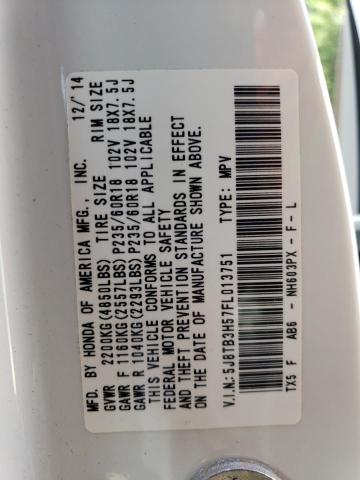 MFD. BY HONDA OF AMERICA MFG., INC. 12/'14
GVWR 2200KG(4850LBS) TIRE SIZE RIM SIZE
GAWR F 1160KG(2557LBS)P235/60R18 102V 18X7.5J
GAWR R 1040KG(2293LBS)P235/60R18 102V 18X7.5J
THIS VEHICLE CONFORMS TO ALL APPLICABLE
FEDERAL MOTOR VEHICLE SAFETY
AND THEFT PREVENTION STANDARDS IN EFFECT
ON THE DATE OF MANUFACTURE SHOWN ABOVE.
V.I.N: 5J8TB3H57FL013751 TYPE: MPV
TX5 F AB6 - NH603PX - F - L